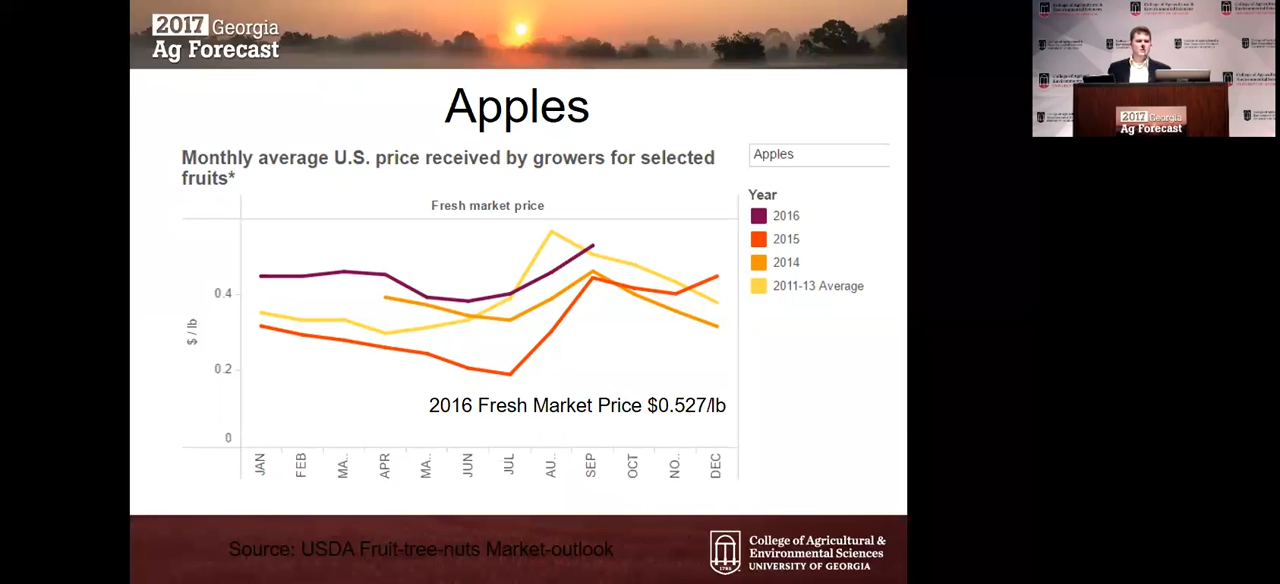 2017 Georgia
Ag Forecast
Apples
Monthly average U.S. price received by growers for selected
fruits*
Apples
Fresh market price
Year
2016
2015
2014
2011-13 Average
$ / lb
0.4
0.2
0
2016 Fresh Market Price $0.527/lb
JAN
FEB
MA..
APR
MA..
JUN
JUL
AU..
SEP
OCT
NO..
DEC
Source: USDA Fruit-tree-nuts Market-outlook
1785
College of Agricultural &
Environmental Sciences
UNIVERSITY OF GEORGIA
2017 Georgia
Ag Forecast